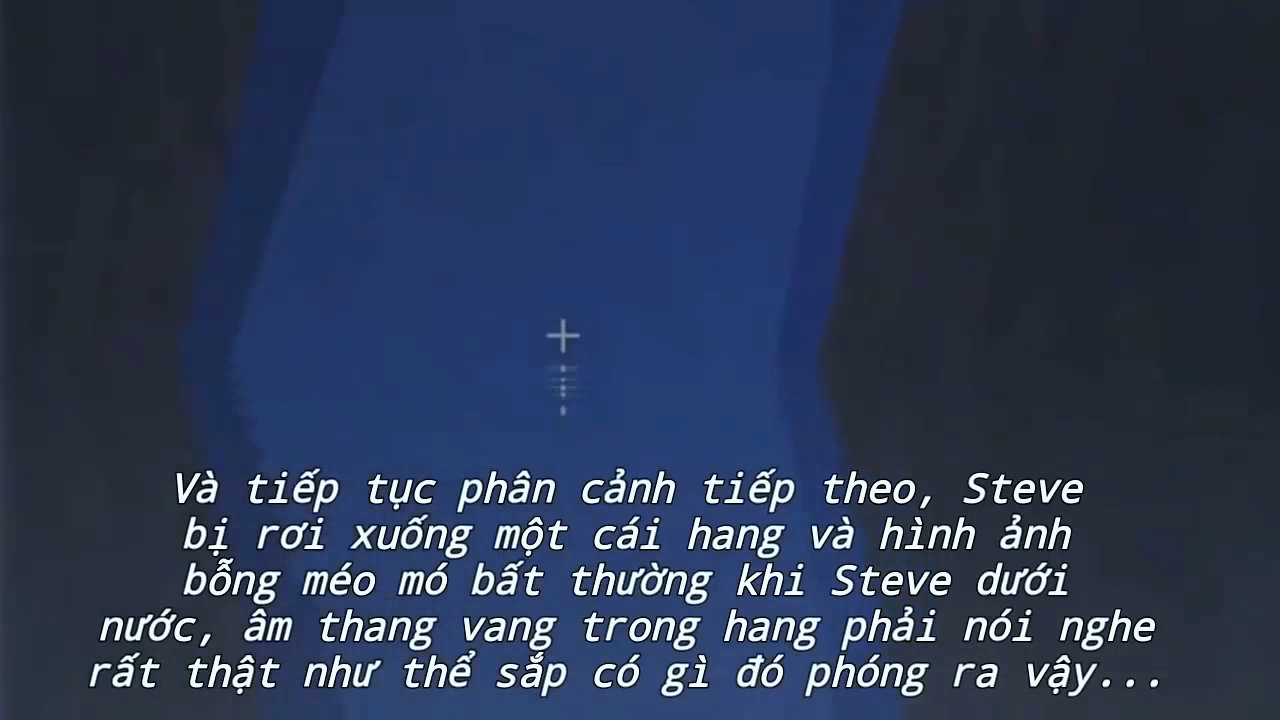 Và tiếp tục phân cảnh tiếp theo, Steve
bị rơi xuống một cái hang và hình ảnh
bỗng méo mó bất thường khi Steve dưới
nước, âm thang vang trong hang phải nói nghe
rất thật như thể sắp có gì đó phóng ra vậy...